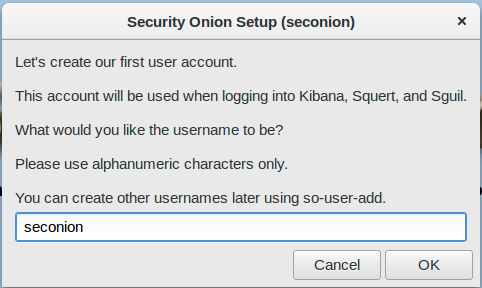 Security Onion Setup (seconion)
×
Let's create our first user account.
This account will be used when logging into Kibana, Squert, and Sguil.
What would you like the username to be?
Please use alphanumeric characters only.
You can create other usernames later using so-user-add.
seconion
Cancel
OK